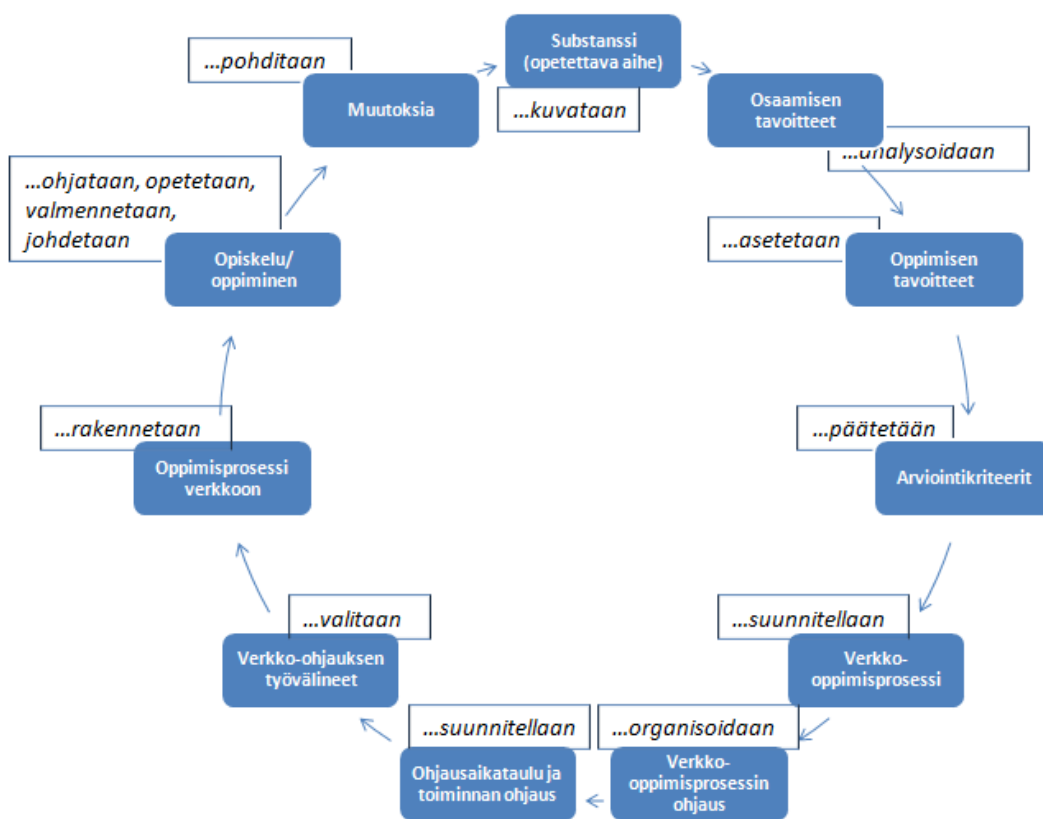 Substanssi
(opetettava aihe)
...kuvataan
Osaamisen
tavoitteet
...analysoidaan
Oppimisen
tavoitteet
...asetetaan
Arviointikriteerit
...päätetään
Verkko-
oppimisprosessi
...suunnitellaan
Verkko-
oppimisprosessin
ohjaus
...organisoidaan
Ohjausaikataulu ja
toiminnan ohjaus
...suunnitellaan
Verkko-ohjauksen
työvälineet
...valitaan
Oppimisprosessi
verkkoon
...rakennetaan
Opiskelu/
oppiminen
...ohjataan, opetetaan,
valmennetaan,
johdetaan
Muutoksia
...pohditaan